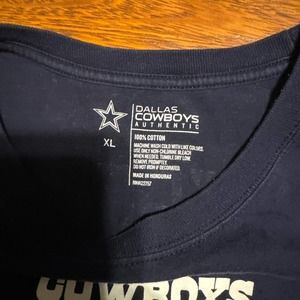 DALLAS
COWBOYS
AUTHENTIC
XL
100% COTTON
MACHINE WASH COLD WITH LIKE COLORS.
USE ONLY NON-CHLORINE BLEACH
WHEN NEEDED. TUMBLE DRY LOW.
REMOVE PROMPTLY.
DO NOT IRON IF DECORATED.
MADE IN HONDURAS
COWBOYS